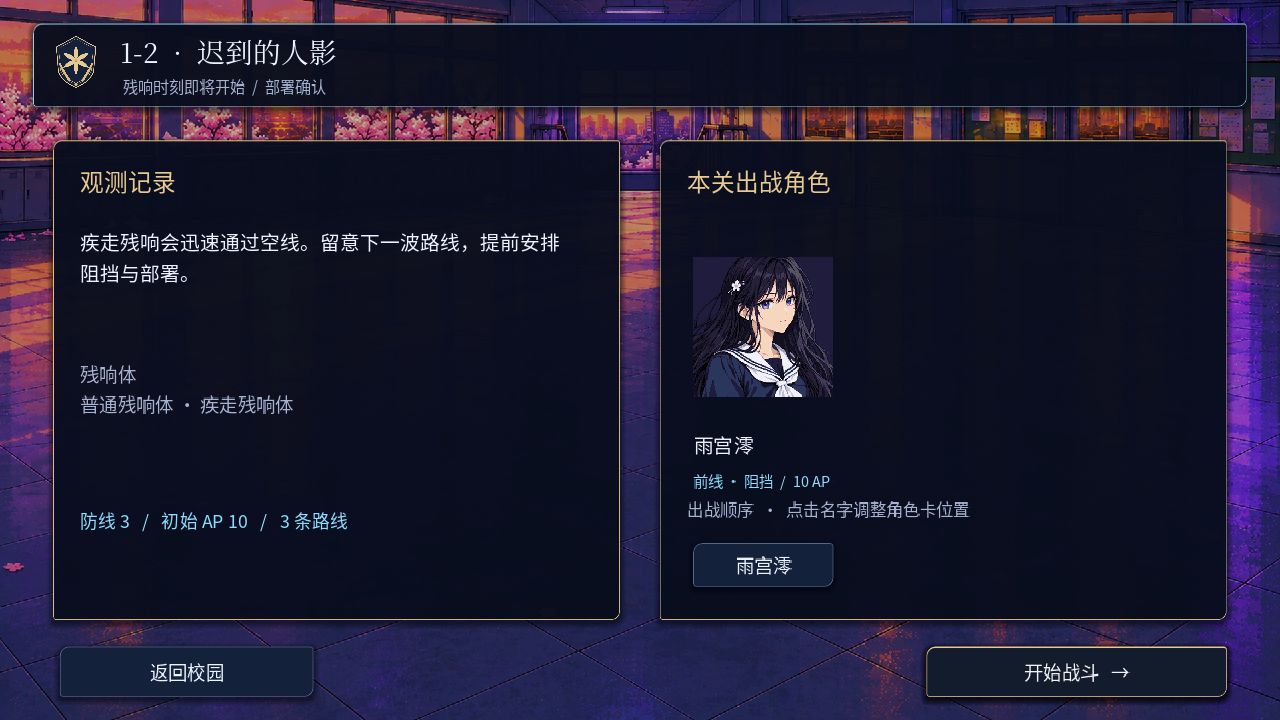 1-2 · 迟到的人影
残响时刻即将开始 / 部署确认
观测记录
疾走残响会迅速通过空线。留意下一波路线，提前安排
阻挡与部署。
残响体
普通残响体 · 疾走残响体
防线 3 / 初始 AP 10 / 3 条路线
本关出战角色
雨宫澪
前线 · 阻挡 / 10 AP
出战顺序 · 点击名字调整角色卡位置
雨宫澪
返回校园
开始战斗 →